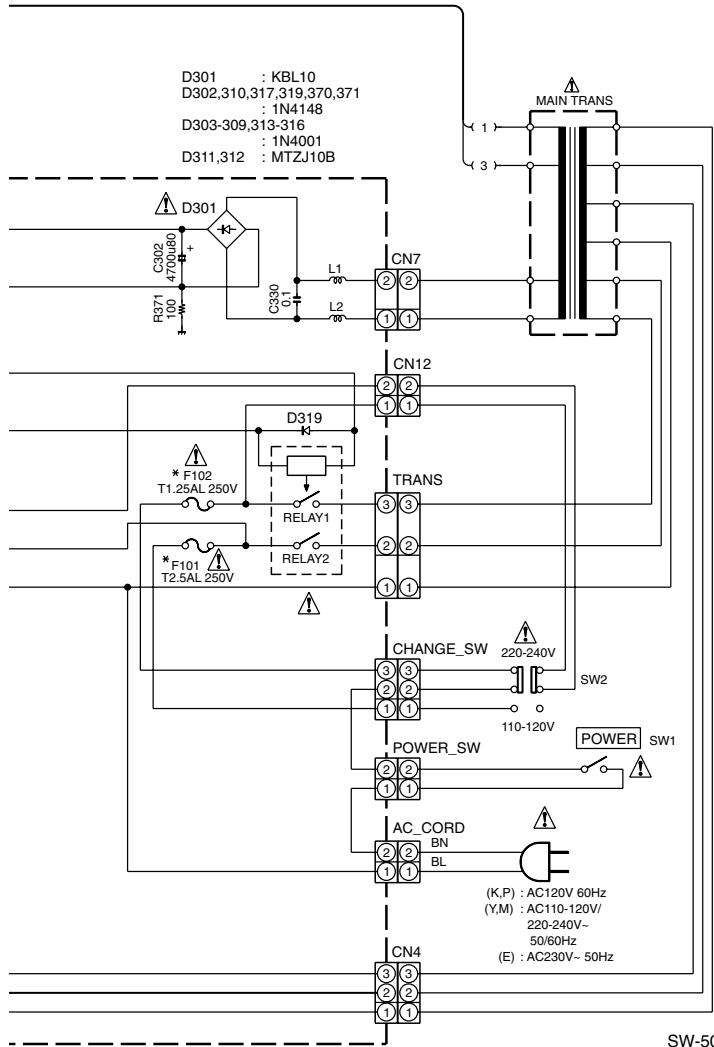 D301 : KBL10
D302,310,317,319,370,371
: 1N4148
D303-309,313-316
: 1N4001
D311,312 : MTZJ10B
MAIN TRANS
1
3
D301
C302
4700u80
+
R371
100
C330
0.1
L1
L2
CN7
2 2
1 1
CN12
2 2
1 1
D319
* F102
T1.25AL 250V
RELAY1
* F101
T2.5AL 250V
RELAY2
TRANS
3 3
2 2
1 1
CHANGE_SW
3 3
2 2
1 1
220-240V
SW2
110-120V
POWER_SW
2 2
1 1
POWER SW1
AC_CORD
2 2 BN
1 1 BL
(K,P) : AC120V 60Hz
(Y,M) : AC110-120V/
220-240V~
50/60Hz
(E) : AC230V~ 50Hz
CN4
3 3
2 2
1 1
SW-50